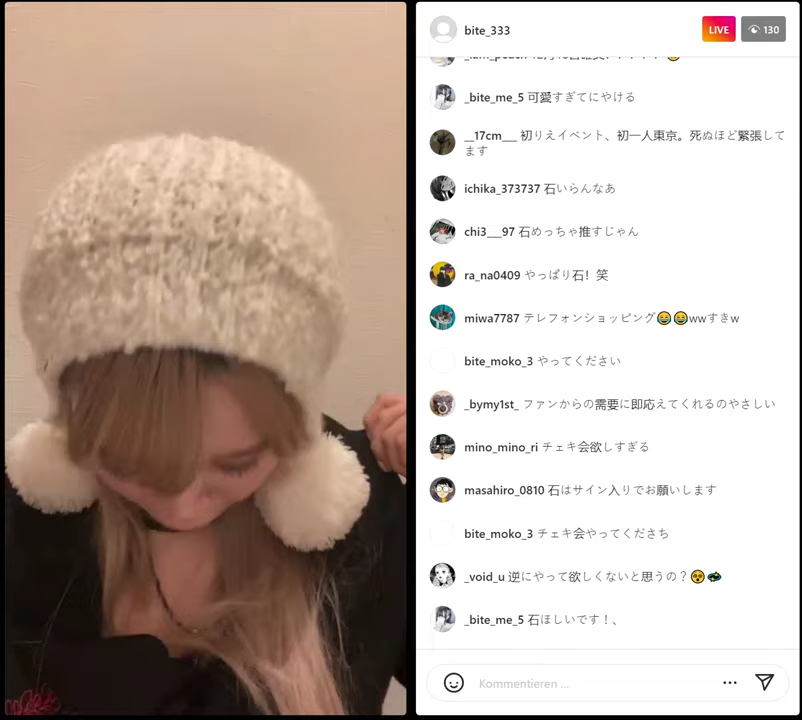 bite_333
LIVE
130
_bite_me_5 可愛すぎてにやける
__17cm___ 初りえイベント、初一人東京。死ぬほど緊張して
ます
ichika_373737 石いらんなあ
chi3___97 石めっちゃ推すじゃん
ra_na0409 やっぱり石！笑
miwa7787 テレフォンショッピング😂😂wwすきw
bite_moko_3 やってください
_bymy1st_ ファンからの需要に即応えてくれるのやさしい
mino_mino_ri チェキ会欲しすぎる
masahiro_0810 石はサイン入りでお願いします
bite_moko_3 チェキ会やってくださち
_void_u 逆にやって欲しくないと思うの？
_bite_me_5 石ほしいです！、
Kommentieren ...